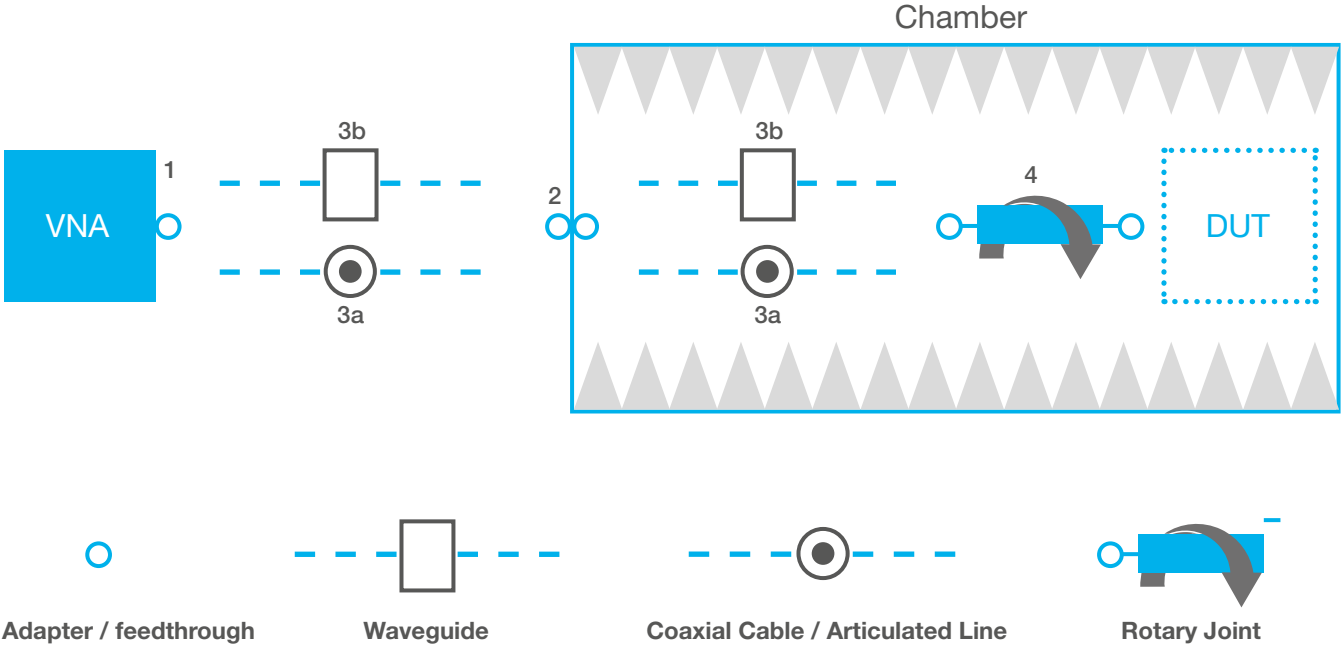 Chamber
3b
3b
1
4
2
VNA
DUT
3a
3a
Adapter / feedthrough
Waveguide
Coaxial Cable / Articulated Line
Rotary Joint